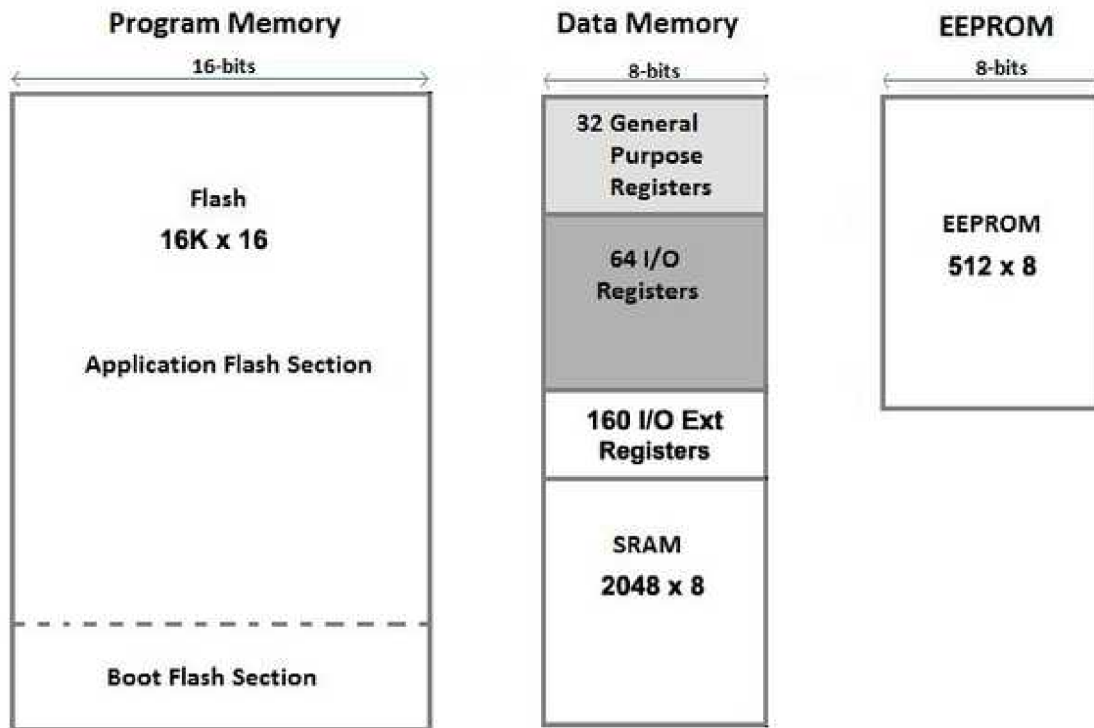 Program Memory
16-bits
Flash
16K x 16
Application Flash Section
Boot Flash Section
Data Memory
8-bits
32 General
Purpose
Registers
64 I/O
Registers
160 I/O Ext
Registers
SRAM
2048 x 8
EEPROM
8-bits
EEPROM
512 x 8